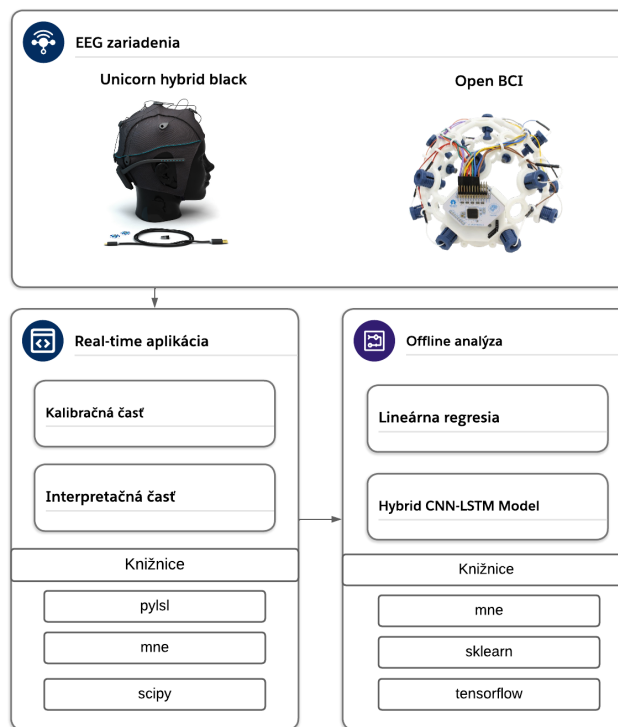 EEG zariadenia
Unicorn hybrid black
Open BCI
Real-time aplikácia
Kalibračná časť
Interpretačná časť
Knižnice
pylsl
mne
scipy
Offline analýza
Lineárna regresia
Hybrid CNN-LSTM Model
Knižnice
mne
sklearn
tensorflow